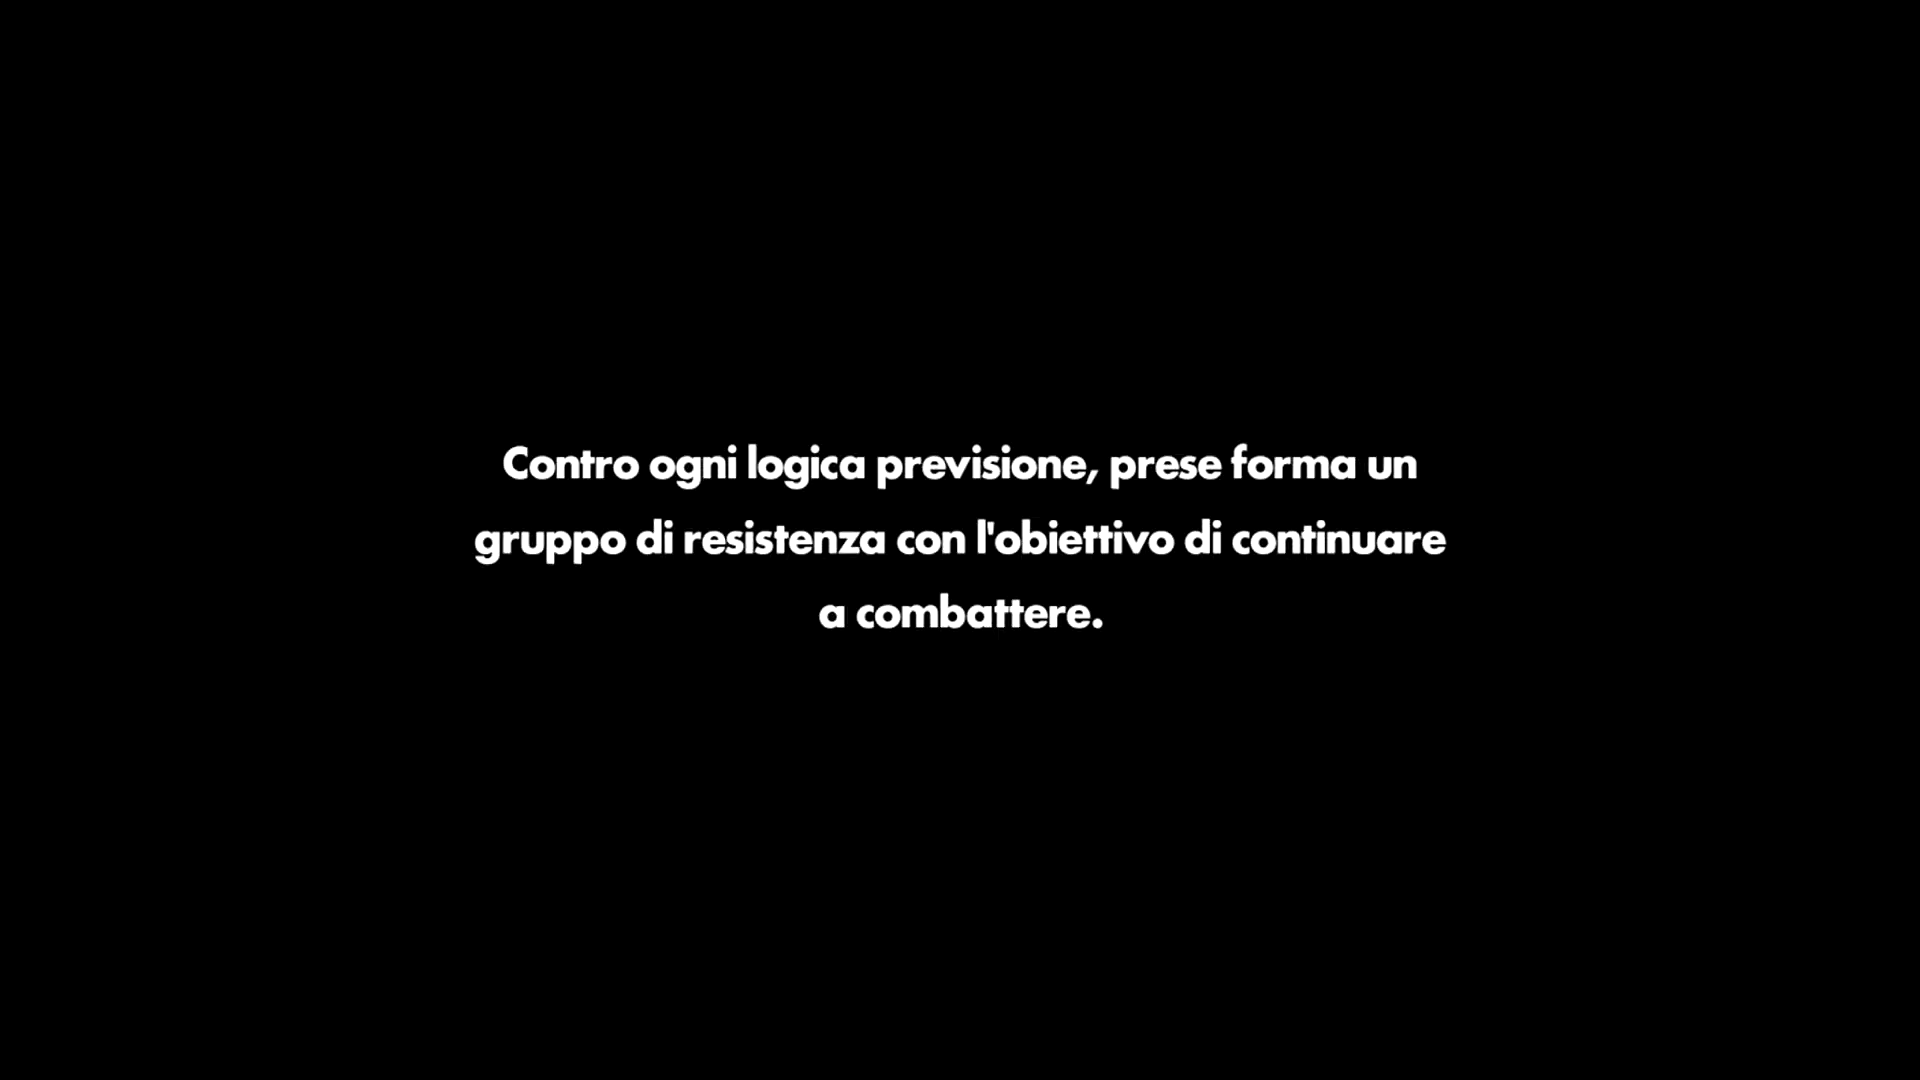 Contro ogni logica previsione, prese forma un
gruppo di resistenza con l'obiettivo di continuare
a combattere.